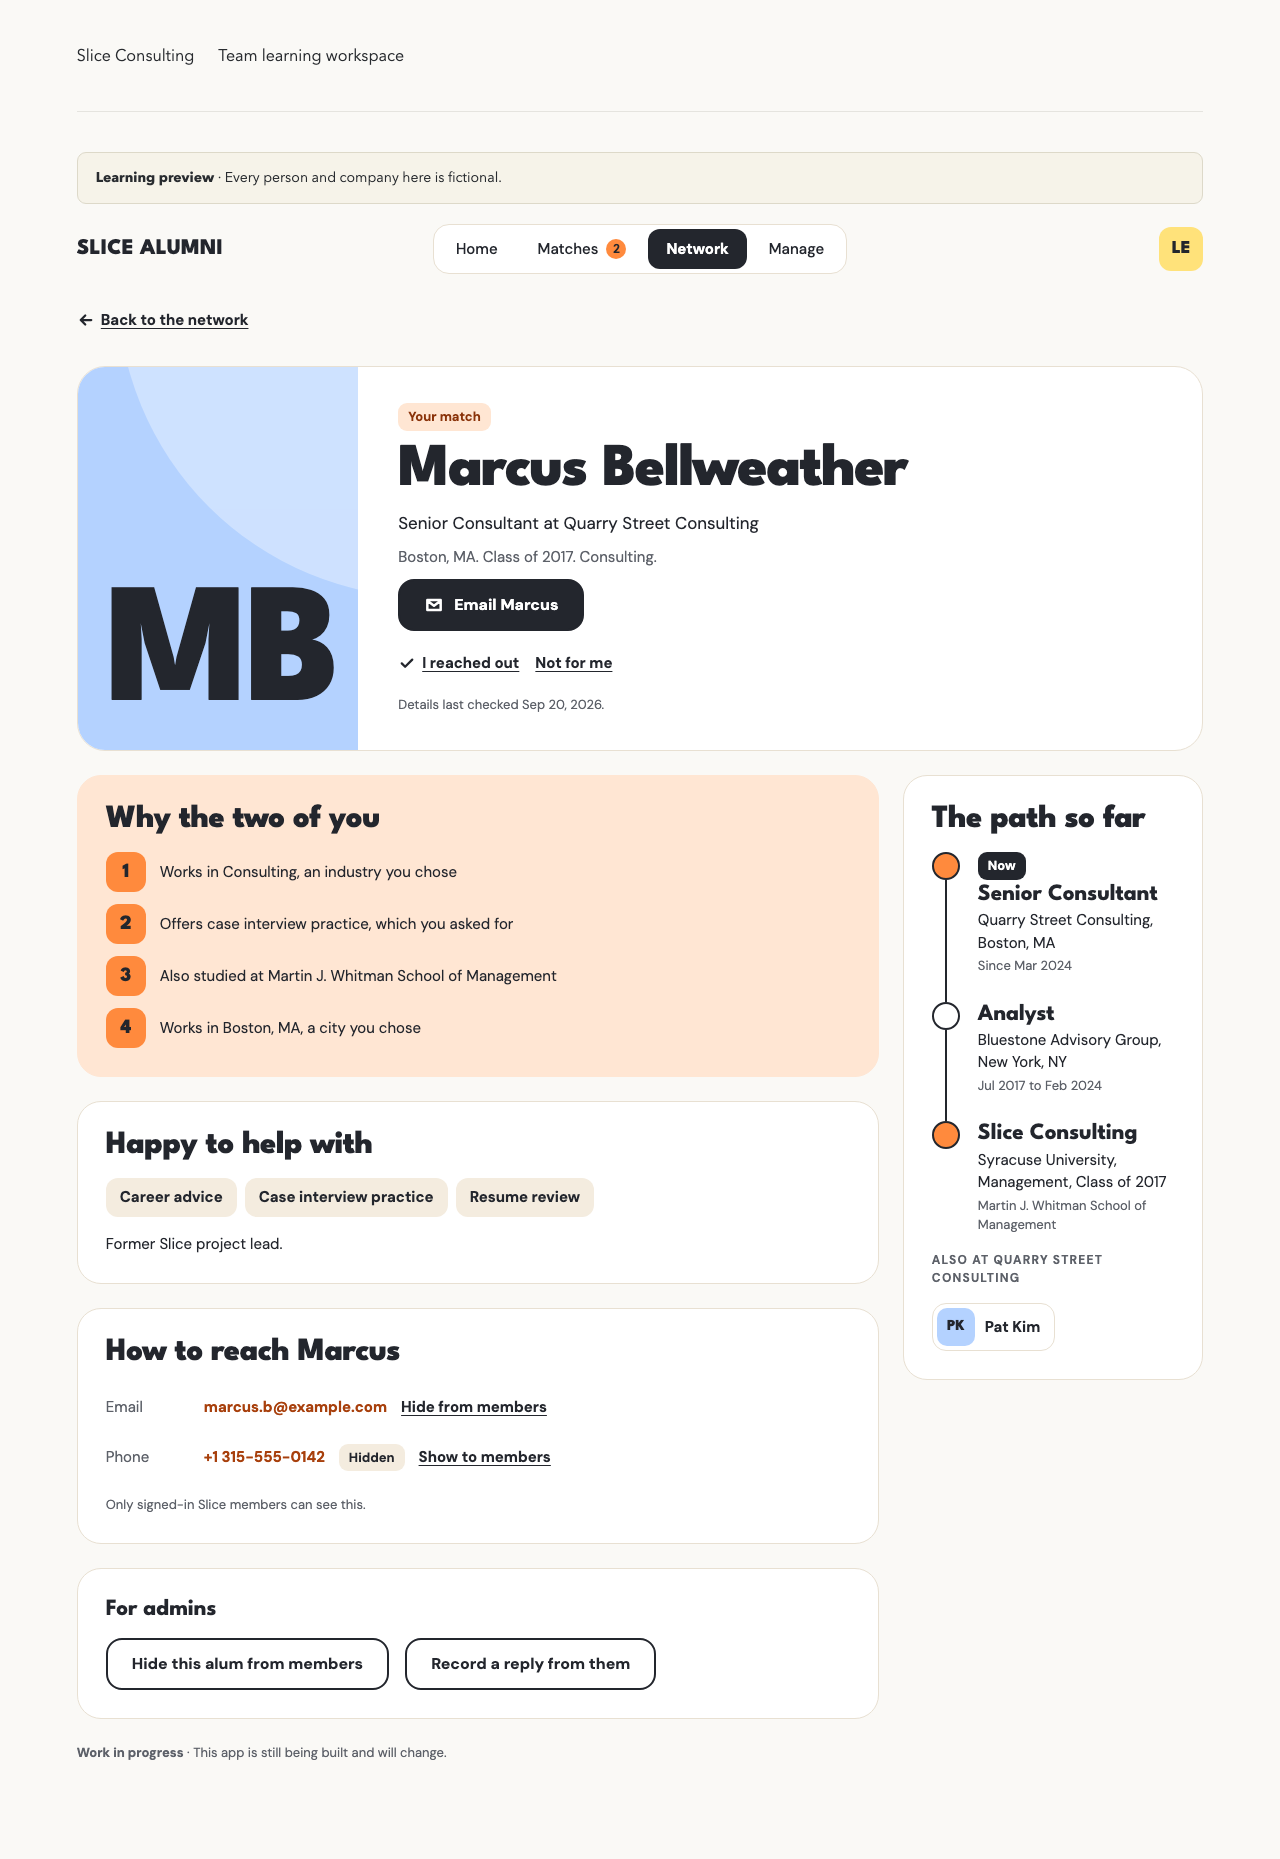 Slice Consulting Team learning workspace
Learning preview · Every person and company here is fictional.
SLICE ALUMNI
Home Matches 2 Network Manage
LE
← Back to the network
MB
Your match
Marcus Bellweather
Senior Consultant at Quarry Street Consulting
Boston, MA. Class of 2017. Consulting.
Email Marcus
I reached out Not for me
Details last checked Sep 20, 2026.
Why the two of you
1 Works in Consulting, an industry you chose
2 Offers case interview practice, which you asked for
3 Also studied at Martin J. Whitman School of Management
4 Works in Boston, MA, a city you chose
Happy to help with
Career advice Case interview practice Resume review
Former Slice project lead.
How to reach Marcus
Email marcus.b@example.com Hide from members
Phone +1 315-555-0142 Hidden Show to members
Only signed-in Slice members can see this.
For admins
Hide this alum from members Record a reply from them
The path so far
Now
Senior Consultant
Quarry Street Consulting,
Boston, MA
Since Mar 2024
Analyst
Bluestone Advisory Group,
New York, NY
Jul 2017 to Feb 2024
Slice Consulting
Syracuse University,
Management, Class of 2017
Martin J. Whitman School of
Management
ALSO AT QUARRY STREET
CONSULTING
PK Pat Kim
Work in progress · This app is still being built and will change.